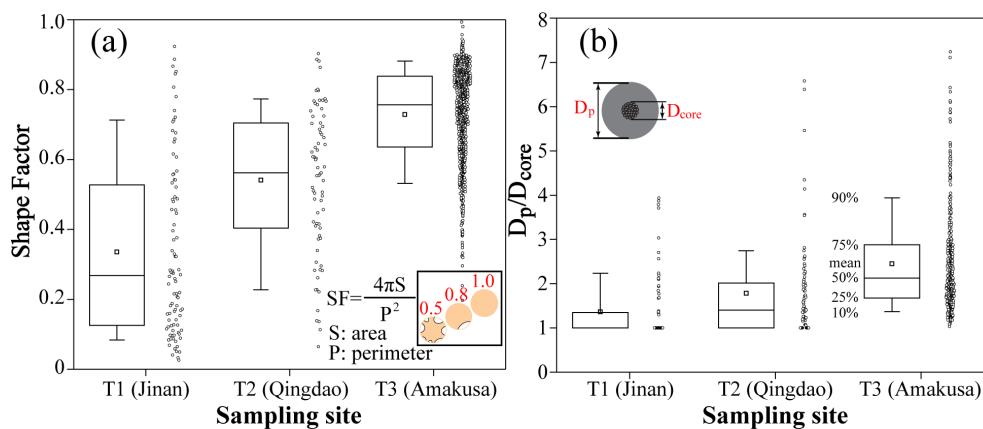 (a)
1.0
0.8
0.6
0.4
0.2
0
Shape Factor
SF=4πS/P²
S: area
P: perimeter
0.5 0.8 1.0
T1 (Jinan) T2 (Qingdao) T3 (Amakusa)
Sampling site
(b)
8
7
6
5
4
3
2
1
0
Dp/Dcore
Dp
Dcore
90%
75%
mean
50%
25%
10%
T1 (Jinan) T2 (Qingdao) T3 (Amakusa)
Sampling site